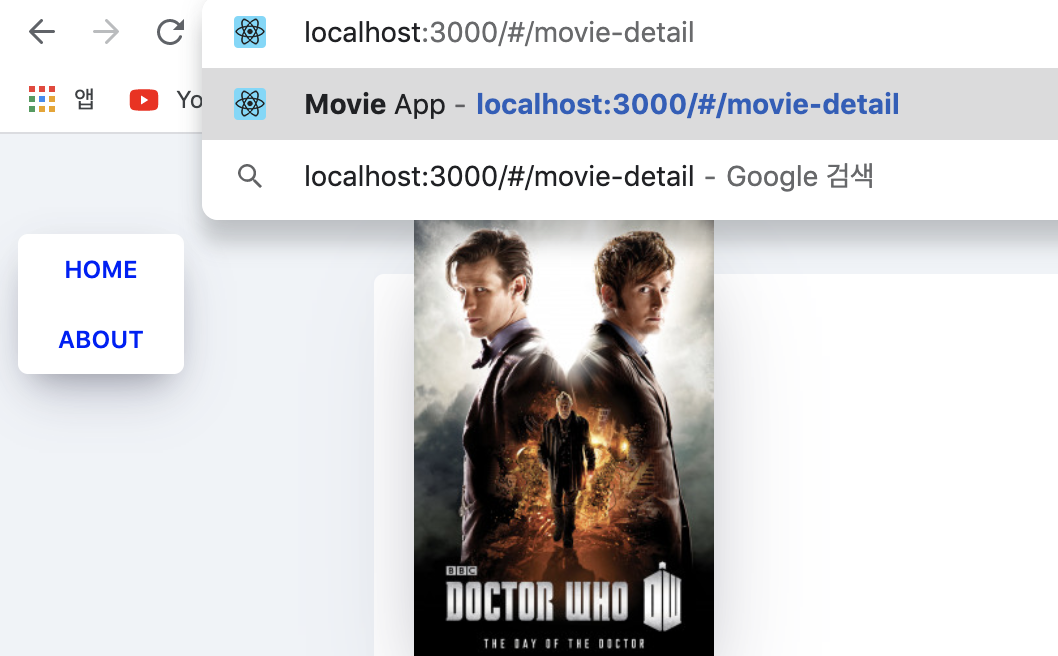 localhost:3000/#/movie-detail
앱
Yo
Movie App - localhost:3000/#/movie-detail
localhost:3000/#/movie-detail - Google 검색
HOME
ABOUT
BBC
DOCTOR WHO DW
THE DAY OF THE DOCTOR